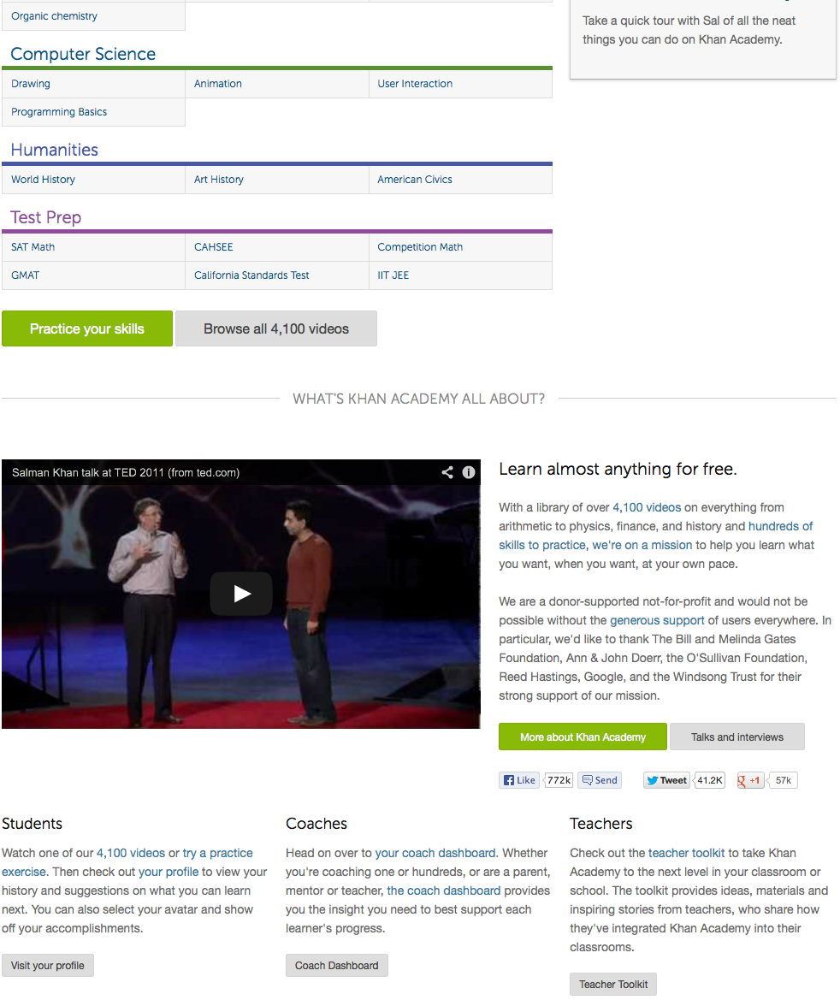 Organic chemistry
Take a quick tour with Sal of all the neat
things you can do on Khan Academy.
Computer Science
Drawing
Animation
User Interaction
Programming Basics
Humanities
World History
Art History
American Civics
Test Prep
SAT Math
CAHSEE
Competition Math
GMAT
California Standards Test
IIT JEE
Practice your skills
Browse all 4,100 videos
WHAT'S KHAN ACADEMY ALL ABOUT?
Salman Khan talk at TED 2011 (from ted.com)
Learn almost anything for free.
With a library of over 4,100 videos on everything from
arithmetic to physics, finance, and history and hundreds of
skills to practice, we're on a mission to help you learn what
you want, when you want, at your own pace.
We are a donor-supported not-for-profit and would not be
possible without the generous support of users everywhere. In
particular, we'd like to thank The Bill and Melinda Gates
Foundation, Ann & John Doerr, the O'Sullivan Foundation,
Reed Hastings, Google, and the Windsong Trust for their
strong support of our mission.
More about Khan Academy
Talks and interviews
Like 772k Send Tweet 41.2K +1 57k
Students
Watch one of our 4,100 videos or try a practice
exercise. Then check out your profile to view your
history and suggestions on what you can learn
next. You can also select your avatar and show
off your accomplishments.
Visit your profile
Coaches
Head on over to your coach dashboard. Whether
you're coaching one or hundreds, or are a parent,
mentor or teacher, the coach dashboard provides
you the insight you need to best support each
learner's progress.
Coach Dashboard
Teachers
Check out the teacher toolkit to take Khan
Academy to the next level in your classroom or
school. The toolkit provides ideas, materials and
inspiring stories from teachers, who share how
they've integrated Khan Academy into their
classrooms.
Teacher Toolkit